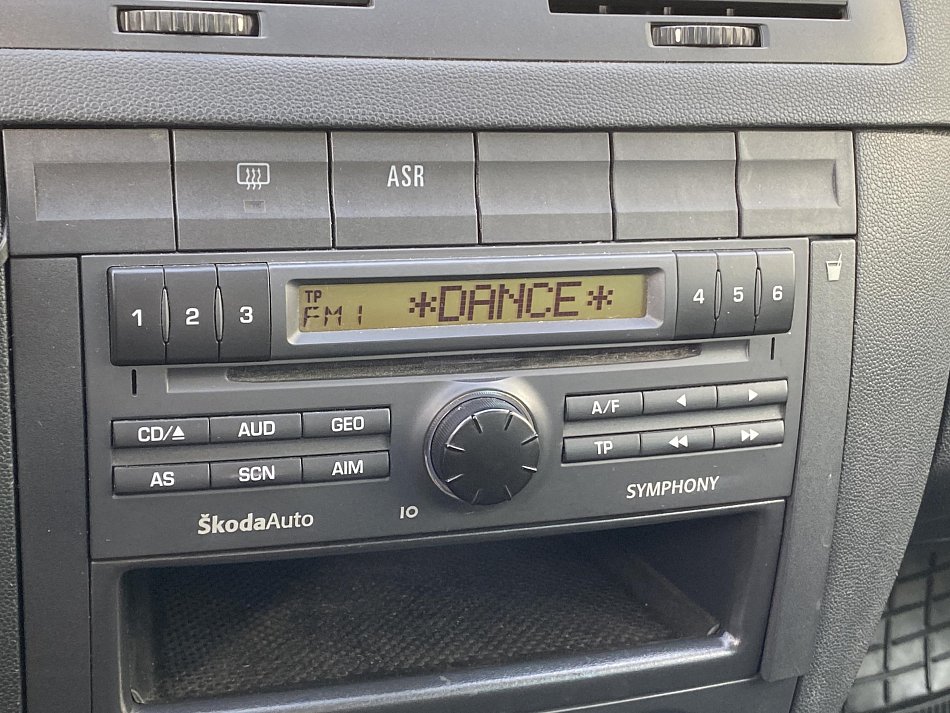 ASR
1 2 3
TP
FM1 *DANCE*
4 5 6
CD/⏏ AUD GEO
AS SCN AIM
A/F ◀ ▶
TP ◀◀ ▶▶
ŠkodaAuto
IO
SYMPHONY